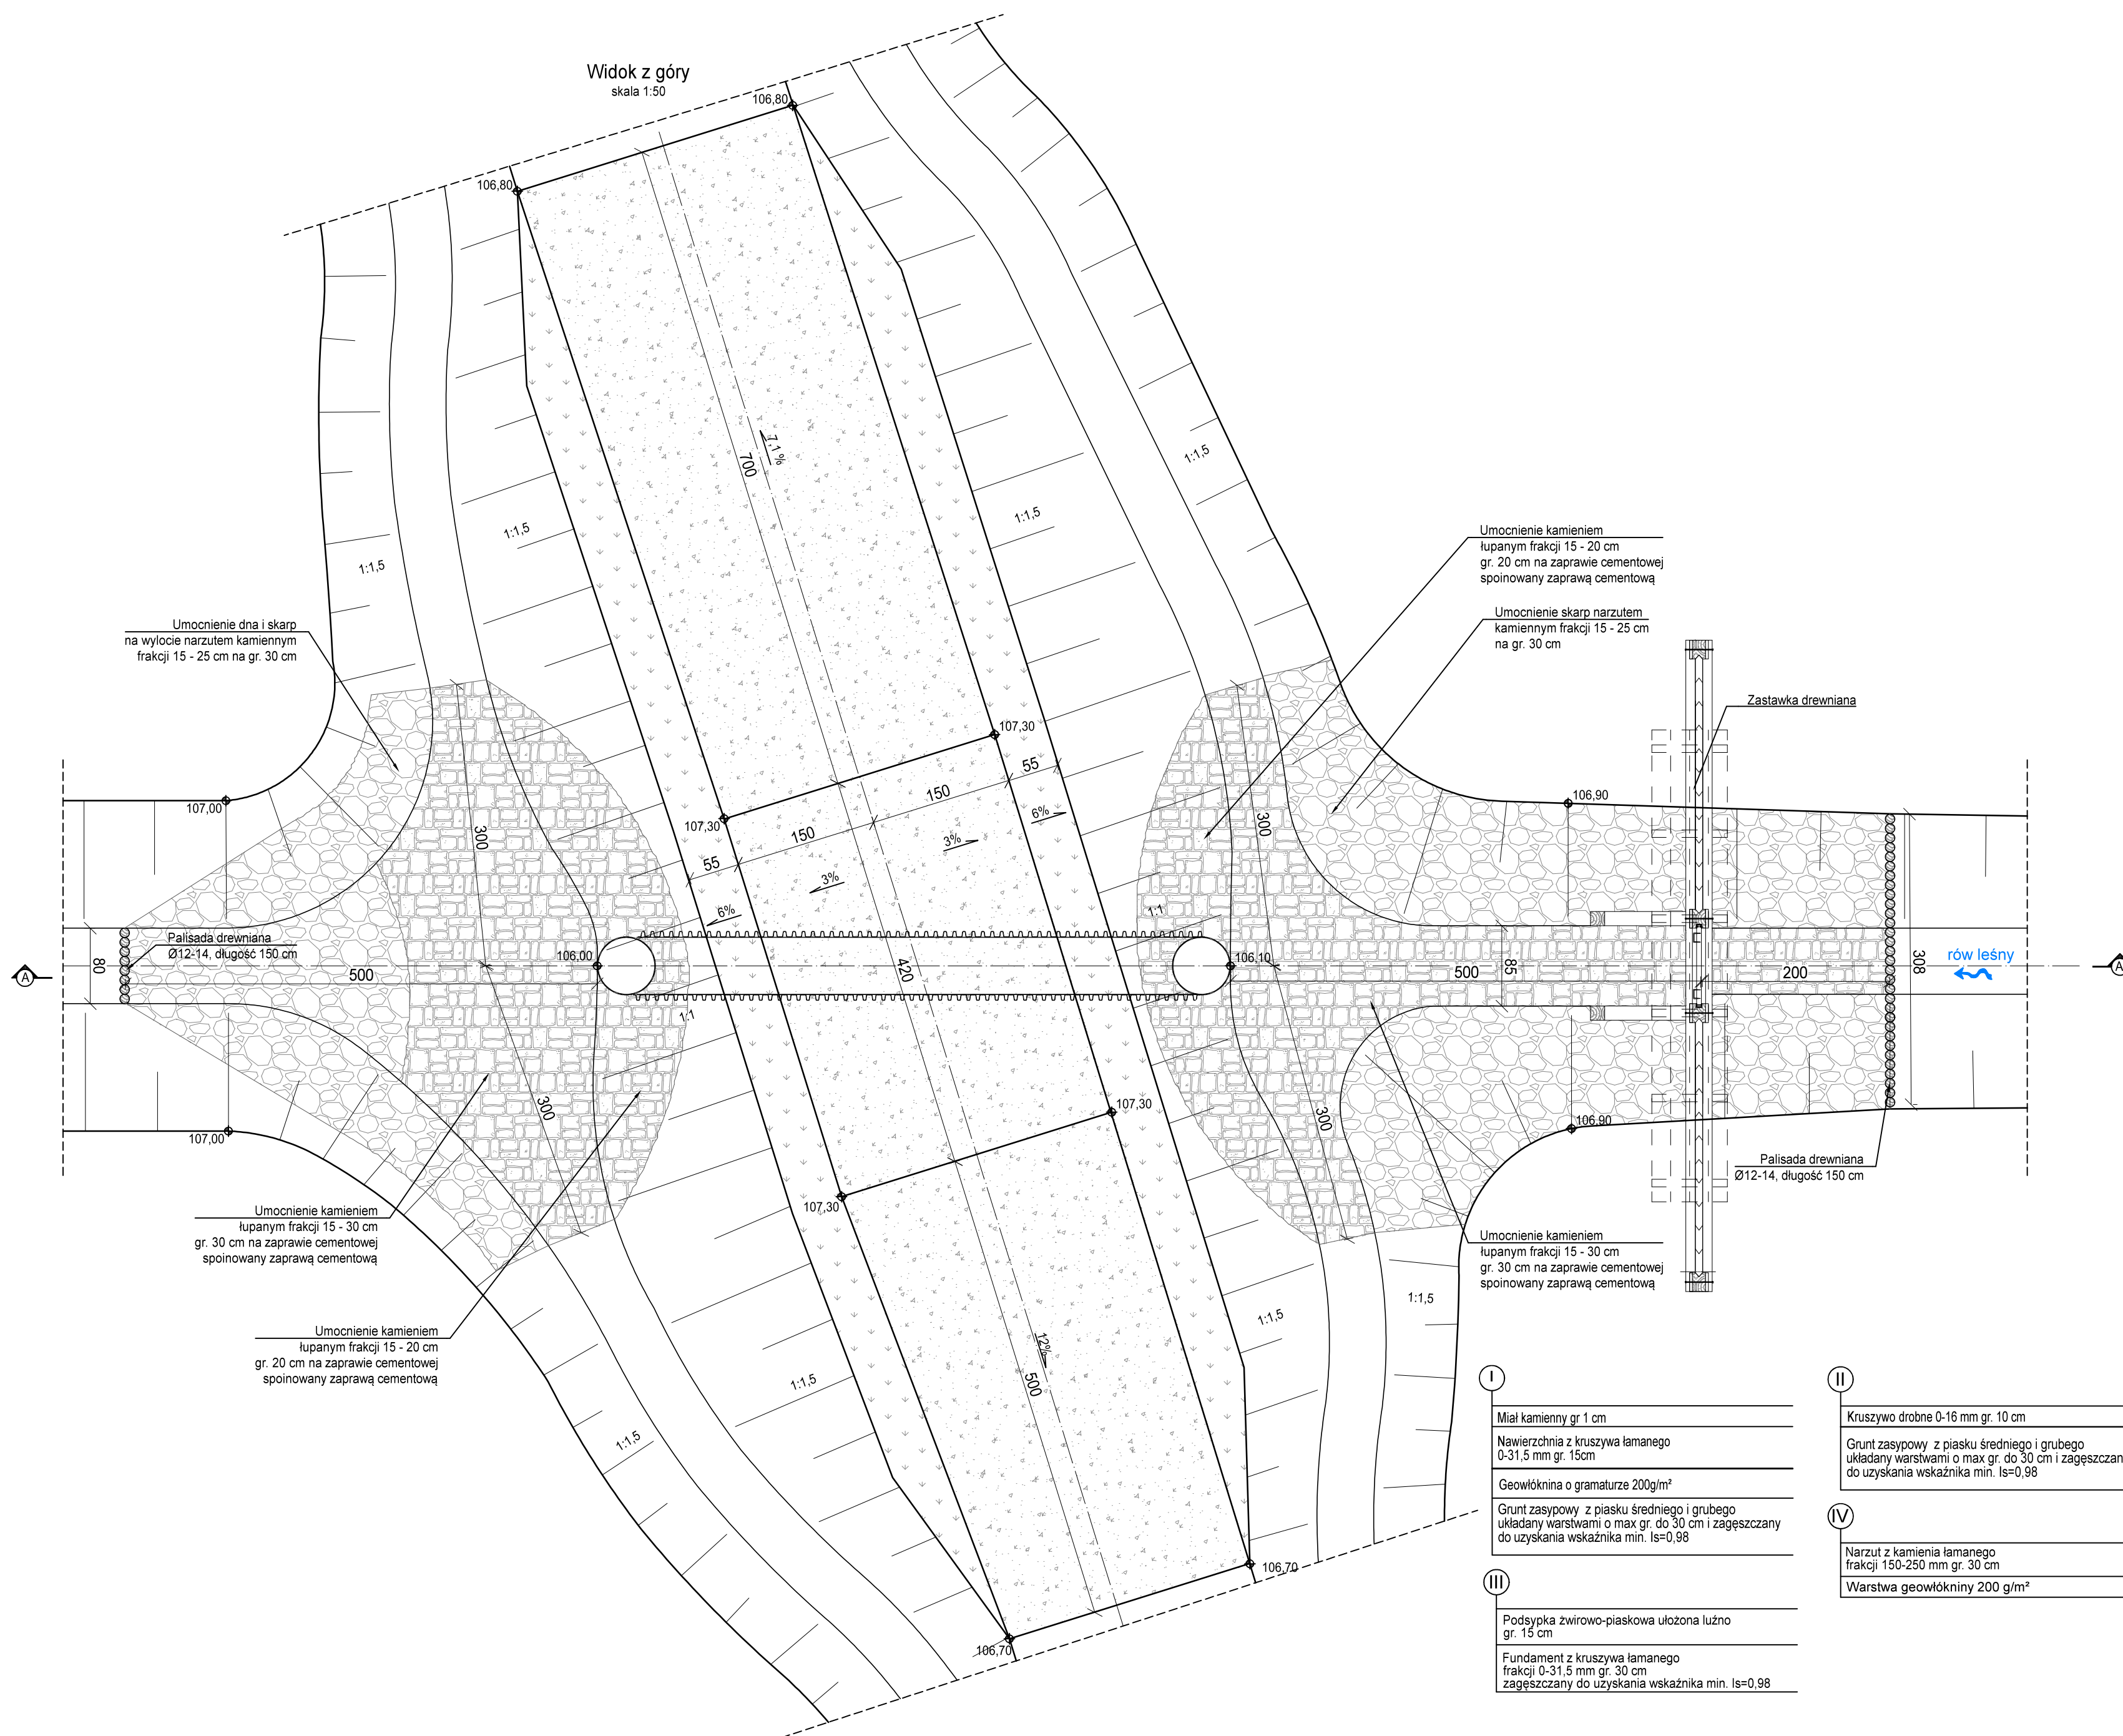 Widok z góry
skala 1:50
106,80
106,80
7,1 %
700
1:1,5
1:1,5
1:1,5
1:1,5
Umocnienie kamieniem
łupanym frakcji 15 - 20 cm
gr. 20 cm na zaprawie cementowej
spoinowany zaprawą cementową
Umocnienie skarp narzutem
kamiennym frakcji 15 - 25 cm
na gr. 30 cm
Umocnienie dna i skarp
na wylocie narzutem kamiennym
frakcji 15 - 25 cm na gr. 30 cm
Zastawka drewniana
107,30
107,30
107,00
106,90
55
150
150
55
6%
3%
3%
6%
300
300
1:1
1:1
Palisada drewniana
Ø12-14, długość 150 cm
80
500
106,00
420
106,10
500
85
200
308
rów leśny
A
A
300
300
107,30
107,30
107,00
106,90
Palisada drewniana
Ø12-14, długość 150 cm
Umocnienie kamieniem
łupanym frakcji 15 - 30 cm
gr. 30 cm na zaprawie cementowej
spoinowany zaprawą cementową
Umocnienie kamieniem
łupanym frakcji 15 - 30 cm
gr. 30 cm na zaprawie cementowej
spoinowany zaprawą cementową
Umocnienie kamieniem
łupanym frakcji 15 - 20 cm
gr. 20 cm na zaprawie cementowej
spoinowany zaprawą cementową
1:1,5
1:1,5
1:1,5
1:1,5
12%
500
106,70
106,70
I
Miał kamienny gr 1 cm
Nawierzchnia z kruszywa łamanego
0-31,5 mm gr. 15cm
Geowłóknina o gramaturze 200g/m²
Grunt zasypowy z piasku średniego i grubego
układany warstwami o max gr. do 30 cm i zagęszczany
do uzyskania wskaźnika min. Is=0,98
II
Kruszywo drobne 0-16 mm gr. 10 cm
Grunt zasypowy z piasku średniego i grubego
układany warstwami o max gr. do 30 cm i zagęszczan
do uzyskania wskaźnika min. Is=0,98
III
Podsypka żwirowo-piaskowa ułożona luźno
gr. 15 cm
Fundament z kruszywa łamanego
frakcji 0-31,5 mm gr. 30 cm
zagęszczany do uzyskania wskaźnika min. Is=0,98
IV
Narzut z kamienia łamanego
frakcji 150-250 mm gr. 30 cm
Warstwa geowłókniny 200 g/m²